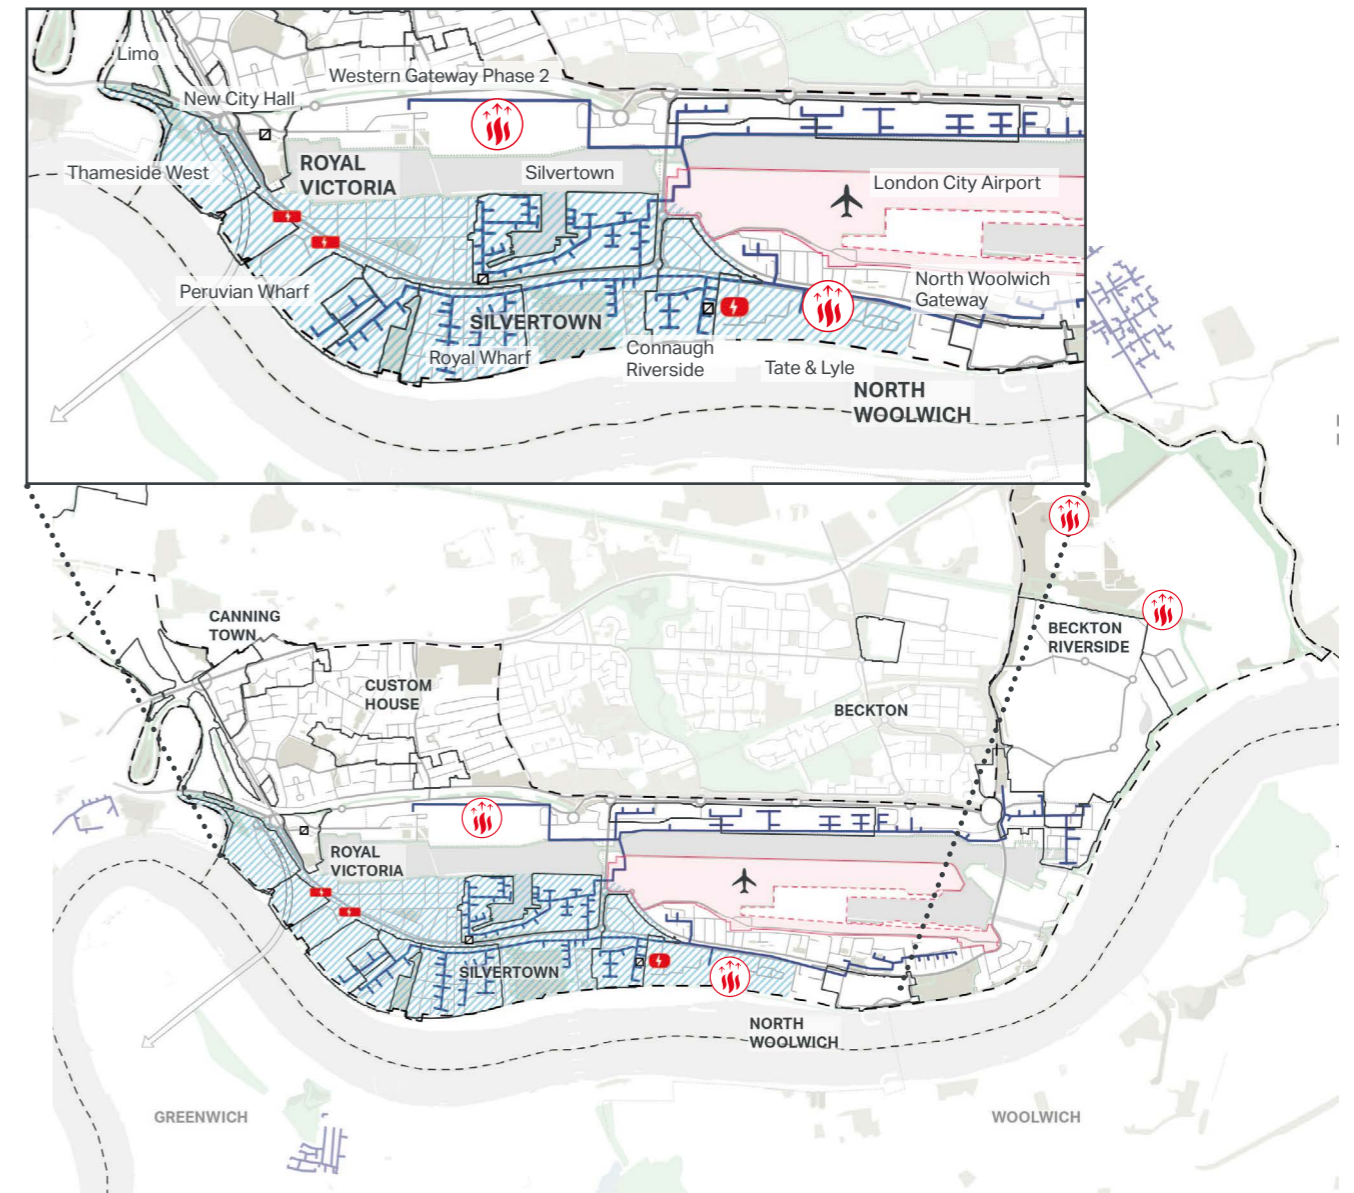 Limo
Western Gateway Phase 2
New City Hall
ROYAL
VICTORIA
Thameside West
Silvertown
London City Airport
Peruvian Wharf
North Woolwich
Gateway
SILVERTOWN
Royal Wharf
Connaugh
Riverside
Tate & Lyle
NORTH
WOOLWICH
CANNING
TOWN
CUSTOM
HOUSE
BECKTON
RIVERSIDE
BECKTON
ROYAL
VICTORIA
SILVERTOWN
NORTH
WOOLWICH
GREENWICH
WOOLWICH